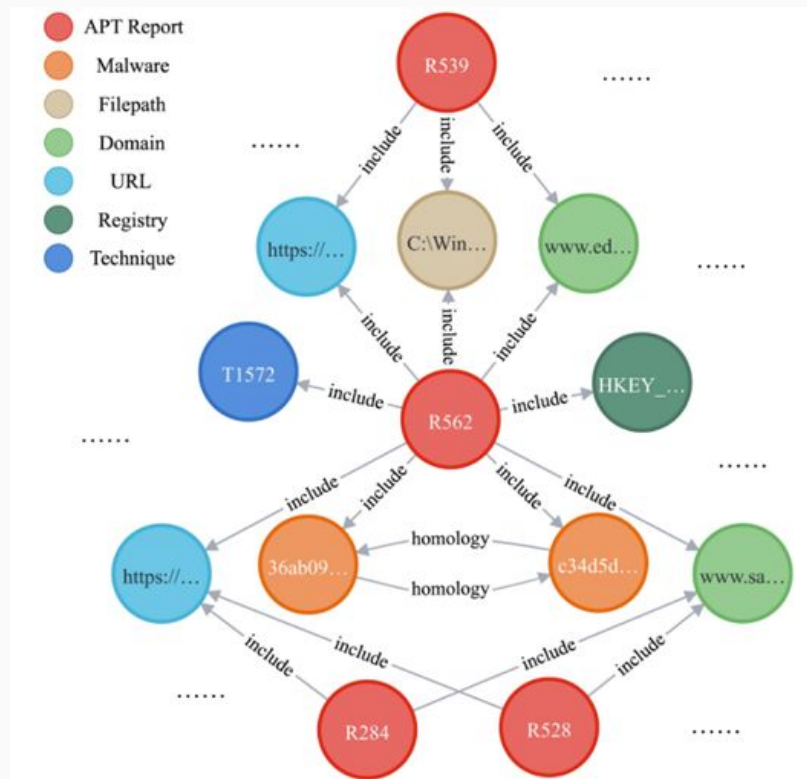 APT Report
Malware
Filepath
Domain
URL
Registry
Technique
R539
......
......
include
include
include
https://...
C:\Win...
www.ed...
......
include
include
include
T1572
HKEY_...
include
include
R562
......
......
include
include
include
include
https://...
36ab09...
homology
homology
c34d5d...
www.sa...
include
include
include
include
......
R284
R528
......